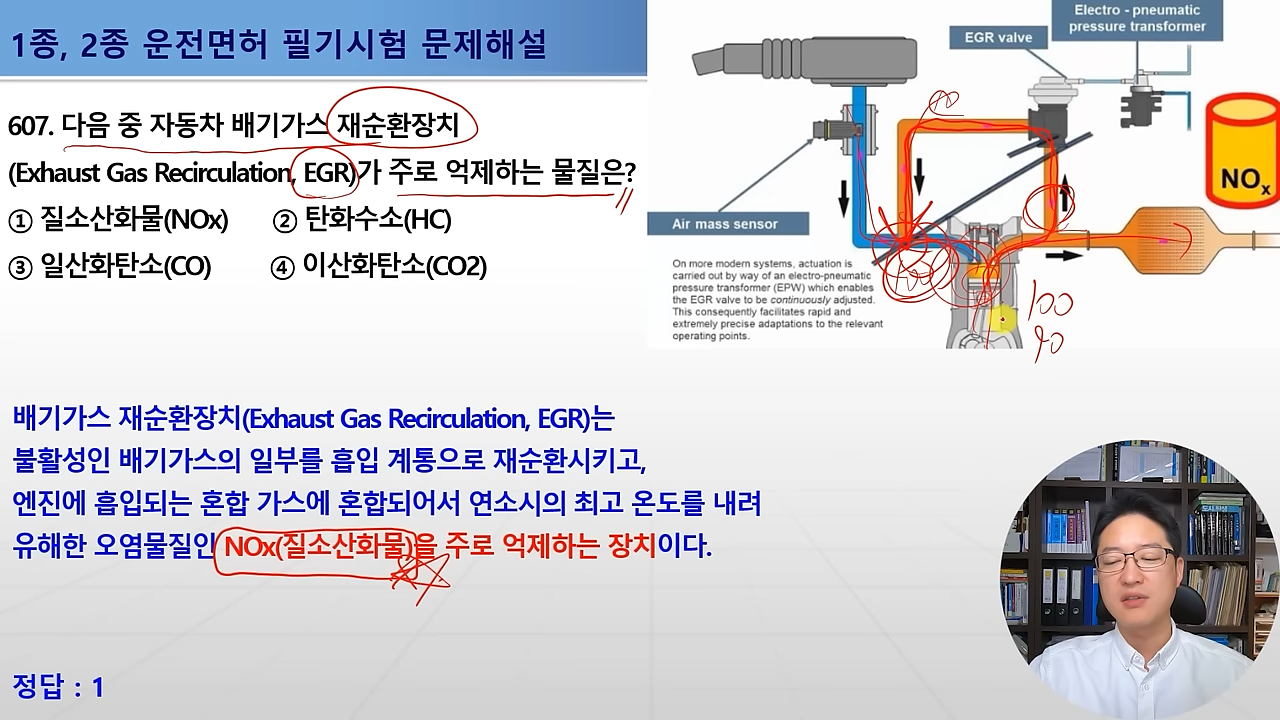 1종, 2종 운전면허 필기시험 문제해설
607. 다음 중 자동차 배기가스 재순환장치
(Exhaust Gas Recirculation, EGR)가 주로 억제하는 물질은?
① 질소산화물(NOx) ② 탄화수소(HC)
③ 일산화탄소(CO) ④ 이산화탄소(CO2)
Electro - pneumatic
pressure transformer
EGR valve
NOx
Air mass sensor
On more modern systems, actuation is
carried out by way of an electro-pneumatic
pressure transformer (EPW) which enables
the EGR valve to be continuously adjusted.
This consequently facilitates rapid and
extremely precise adaptations to the relevant
operating points.
100
90
배기가스 재순환장치(Exhaust Gas Recirculation, EGR)는
불활성인 배기가스의 일부를 흡입 계통으로 재순환시키고,
엔진에 흡입되는 혼합 가스에 혼합되어서 연소시의 최고 온도를 내려
유해한 오염물질인 NOx(질소산화물)을 주로 억제하는 장치이다.
정답 : 1